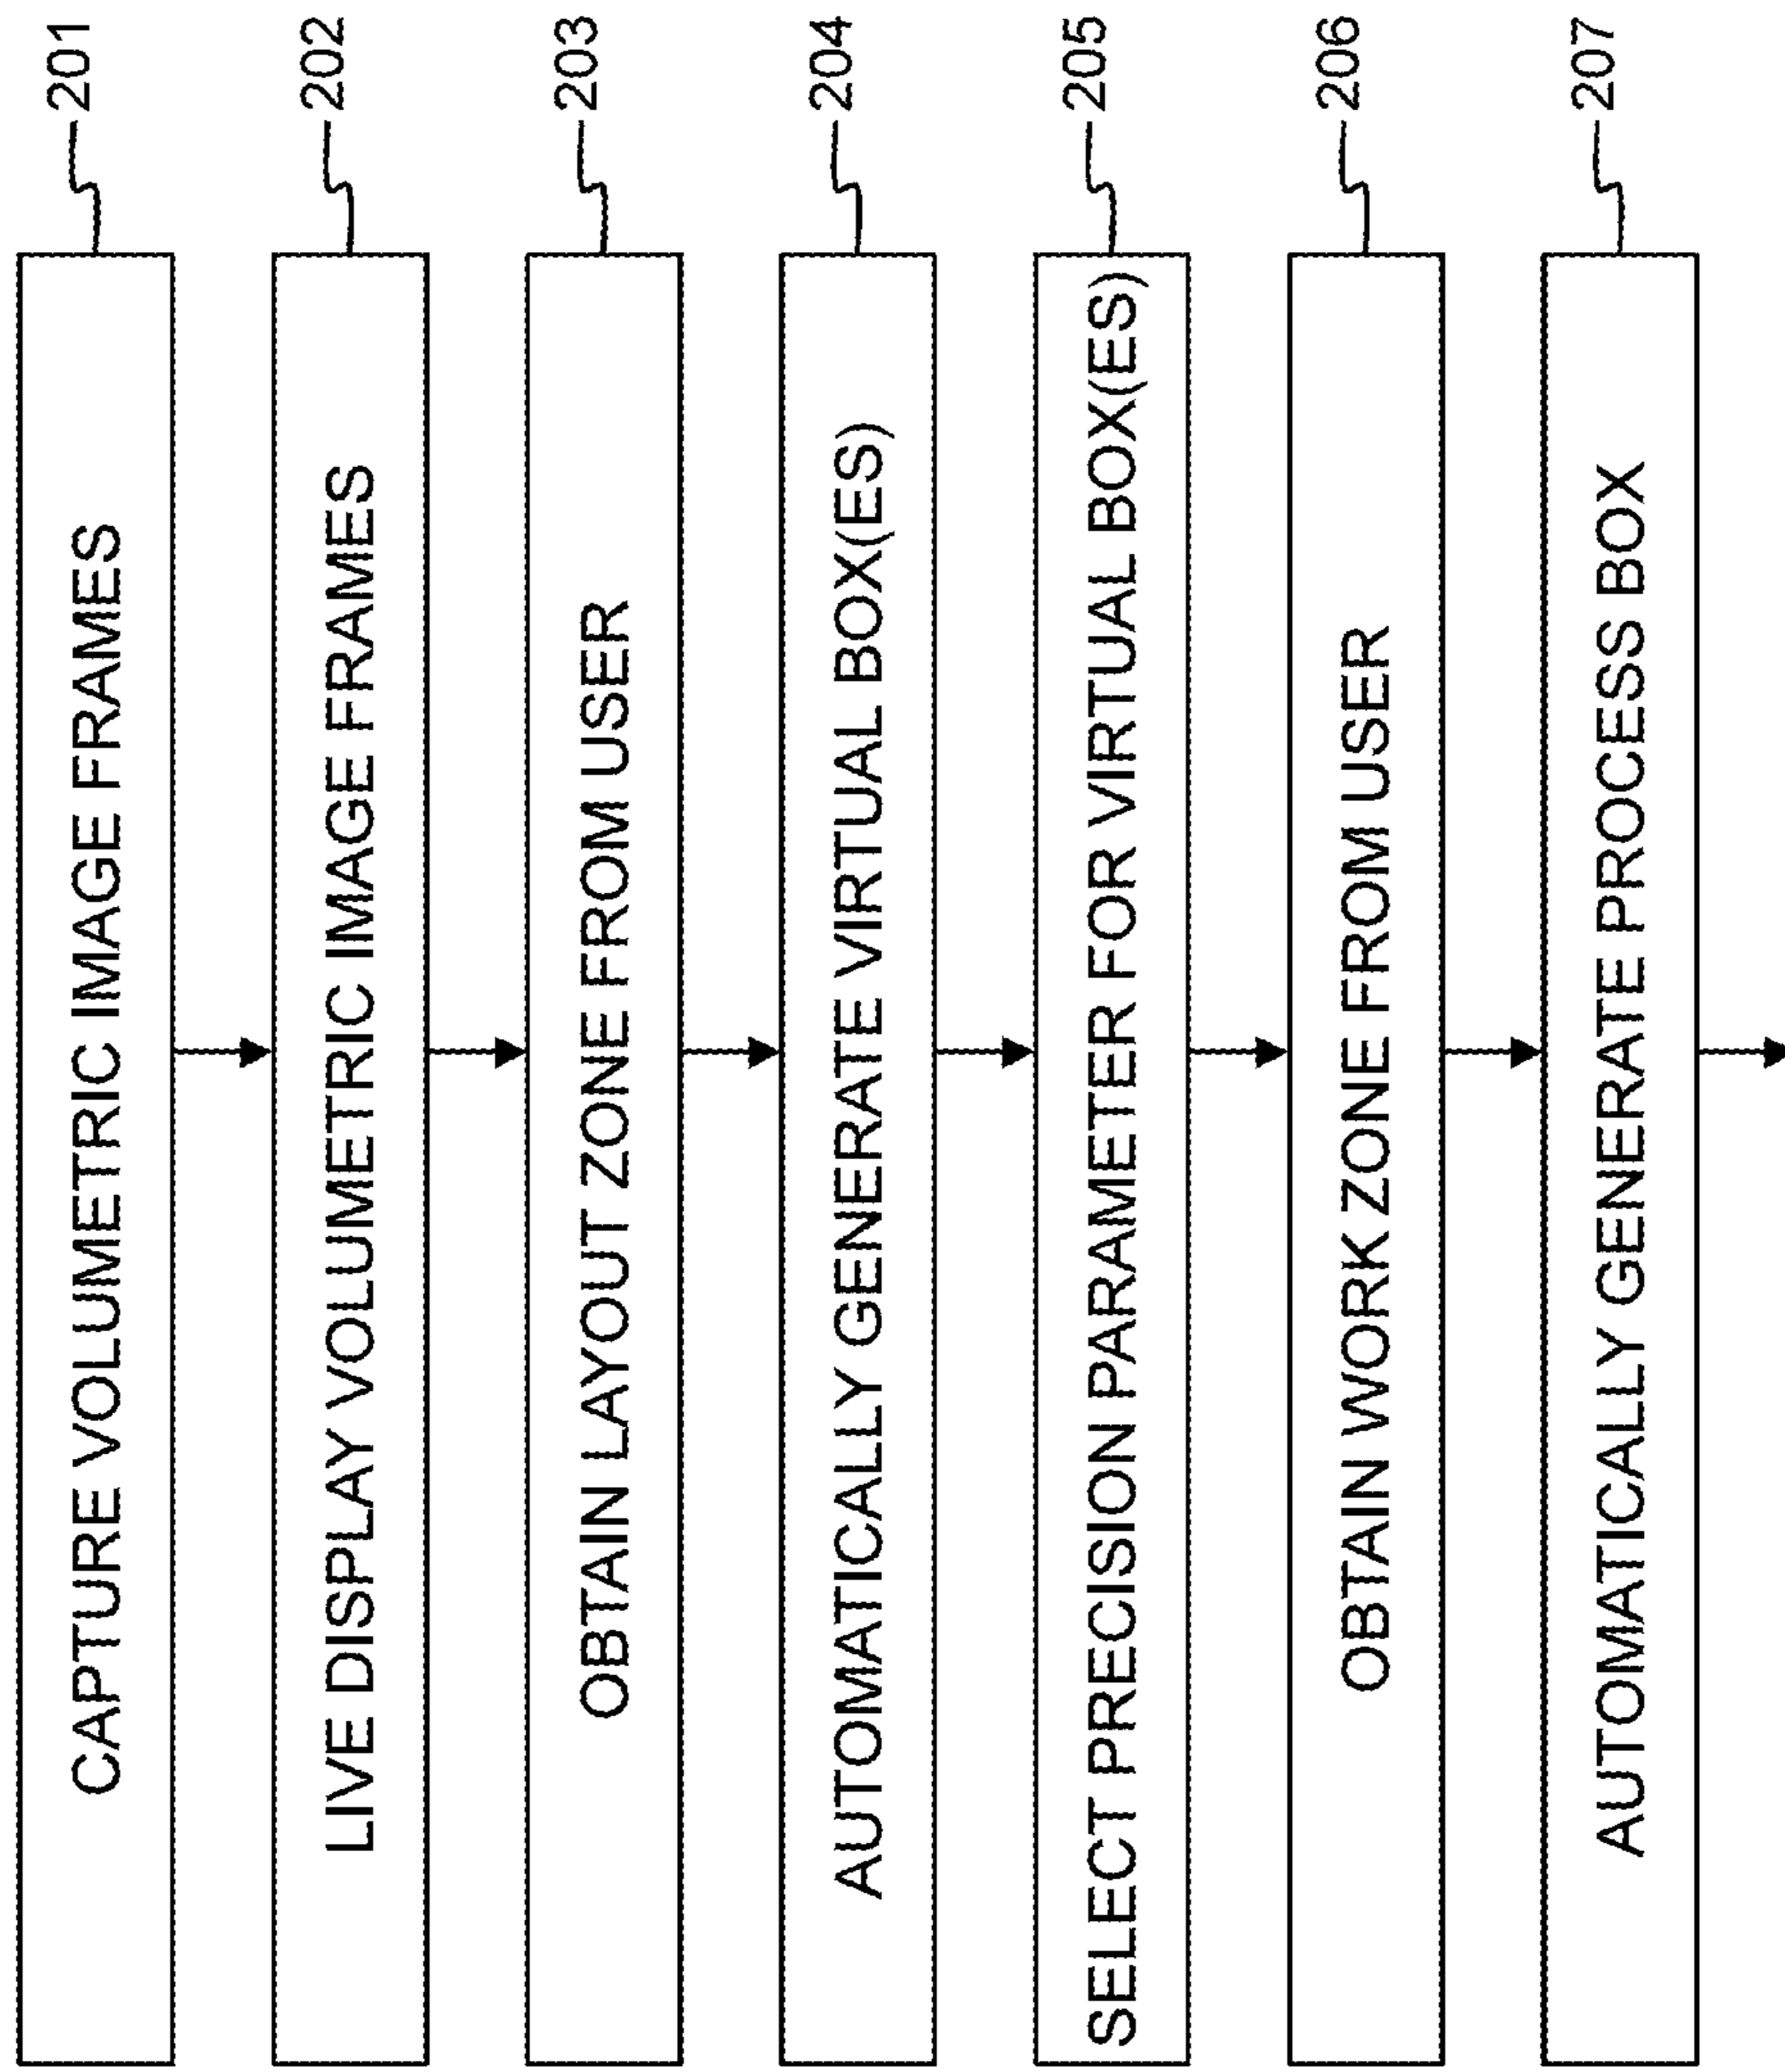 CAPTURE VOLUMETRIC IMAGE FRAMES
201
LIVE DISPLAY VOLUMETRIC IMAGE FRAMES
202
OBTAIN LAYOUT ZONE FROM USER
203
AUTOMATICALLY GENERATE VIRTUAL BOX(ES)
204
SELECT PRECISION PARAMETER FOR VIRTUAL BOX(ES)
205
OBTAIN WORK ZONE FROM USER
206
AUTOMATICALLY GENERATE PROCESS BOX
207